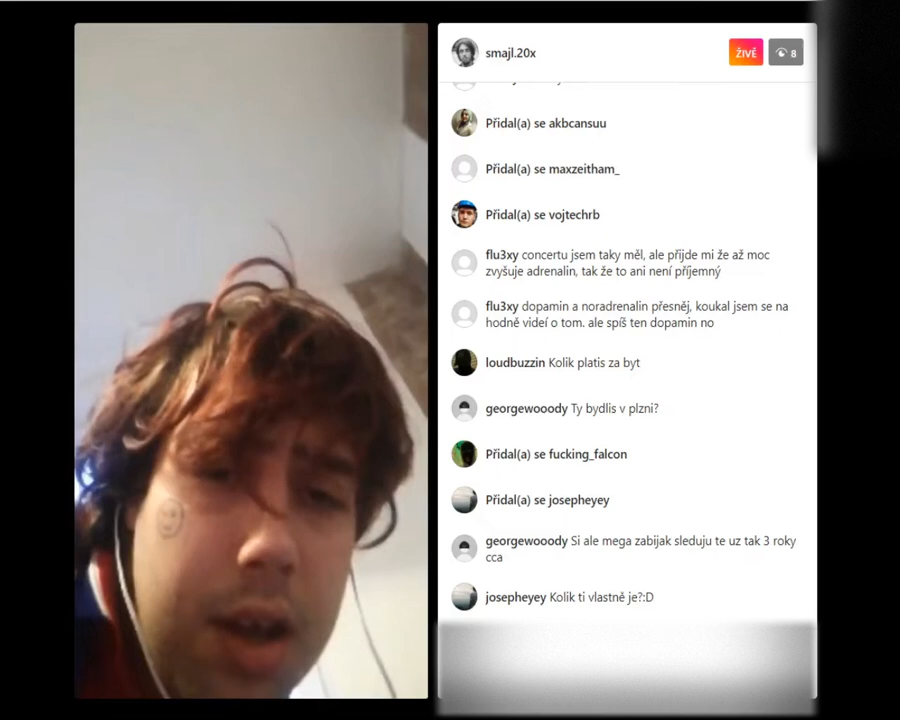 smajl.20x
ŽIVĚ
8
Přidal(a) se akbcansuu
Přidal(a) se maxzeitham_
Přidal(a) se vojtechrb
flu3xy concertu jsem taky měl, ale přijde mi že až moc
zvyšuje adrenalin, tak že to ani není příjemný
flu3xy dopamin a noradrenalin přesněj, koukal jsem se na
hodně videí o tom. ale spíš ten dopamin no
loudbuzzin Kolik platis za byt
georgewooody Ty bydlis v plzni?
Přidal(a) se fucking_falcon
Přidal(a) se josepheyey
georgewooody Si ale mega zabijak sleduju te uz tak 3 roky
cca
josepheyey Kolik ti vlastně je?:D